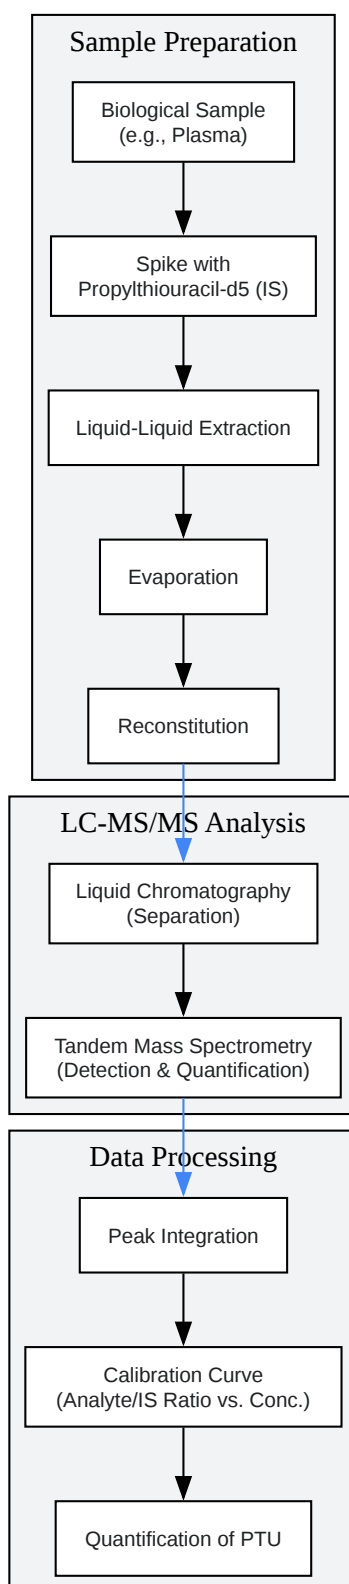 Sample Preparation
Biological Sample
(e.g., Plasma)
Spike with
Propylthiouracil-d5 (IS)
Liquid-Liquid Extraction
Evaporation
Reconstitution
LC-MS/MS Analysis
Liquid Chromatography
(Separation)
Tandem Mass Spectrometry
(Detection & Quantification)
Data Processing
Peak Integration
Calibration Curve
(Analyte/IS Ratio vs. Conc.)
Quantification of PTU